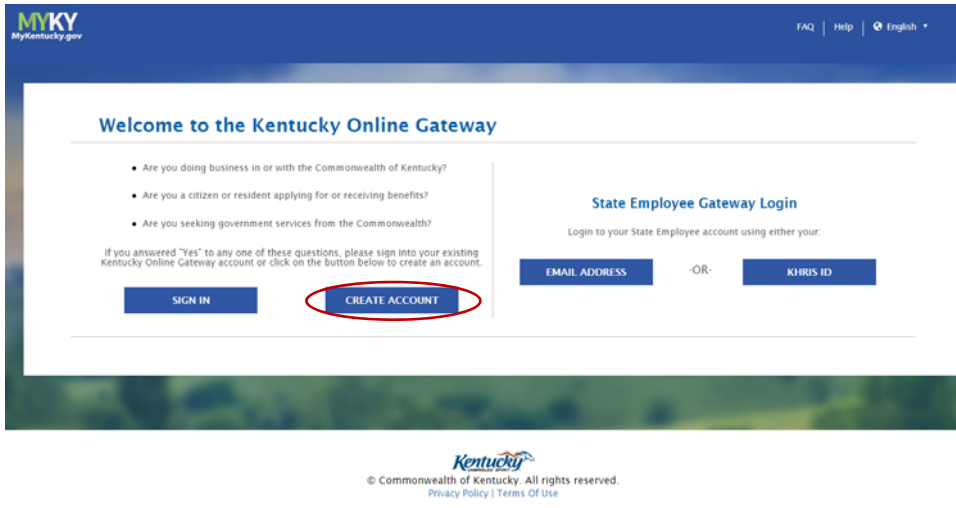 MYKY
MyKentucky.gov
FAQ | Help | English
Welcome to the Kentucky Online Gateway
• Are you doing business in or with the Commonwealth of Kentucky?
• Are you a citizen or resident applying for or receiving benefits?
• Are you seeking government services from the Commonwealth?
If you answered "Yes" to any one of these questions, please sign into your existing
Kentucky Online Gateway account or click on the button below to create an account.
SIGN IN
CREATE ACCOUNT
State Employee Gateway Login
Login to your State Employee account using either your:
EMAIL ADDRESS -OR- KHRIS ID
Kentucky
UNBRIDLED SPIRIT
© Commonwealth of Kentucky. All rights reserved.
Privacy Policy | Terms Of Use